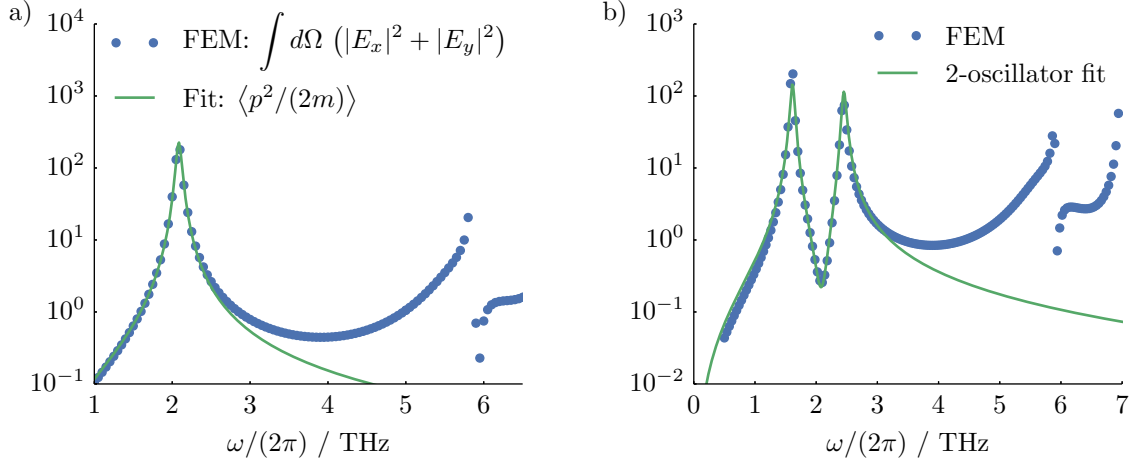 a)
10^4
10^3
10^2
10^1
10^0
10^{-1}
FEM: ∫ dΩ (|E_x|^2 + |E_y|^2)
Fit: ⟨p^2/(2m)⟩
1 2 3 4 5 6
ω/(2π) / THz
b)
10^3
10^2
10^1
10^0
10^{-1}
10^{-2}
FEM
2-oscillator fit
0 1 2 3 4 5 6 7
ω/(2π) / THz